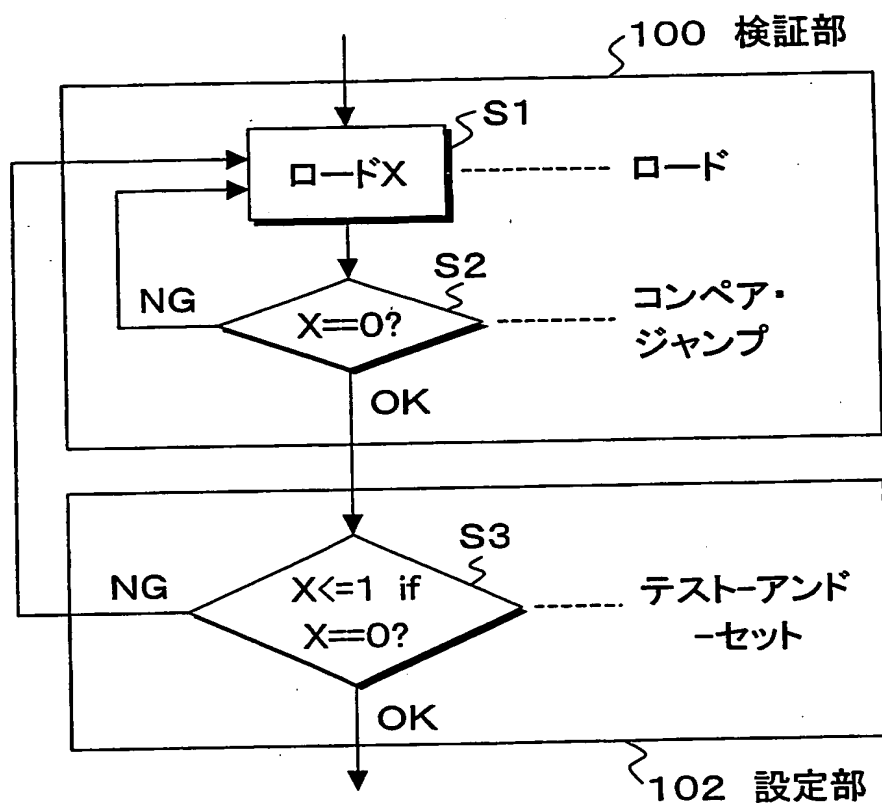 100 検証部
S1
ロードX
ロード
S2
NG
X==0?
コンペア・
ジャンプ
OK
S3
NG
X<=1 if
X==0?
テスト-アンド
-セット
OK
102 設定部